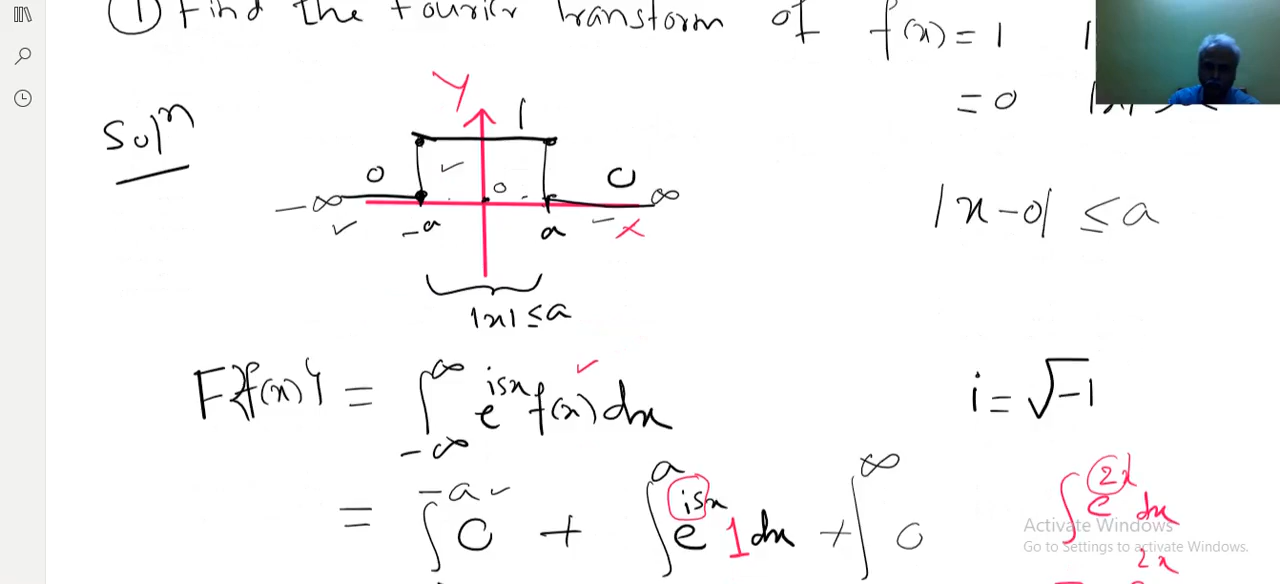 ① Find the Fourier transform of f(x) = 1
= 0
Solⁿ
Y
1
0 0 0
-∞ -a a ∞ X
|x| ≤ a
|x-0| ≤ a
F{f(x)} = ∫_{-∞}^{∞} e^{isx} f(x) dx
i = √-1
= ∫^{-a} 0 + ∫^{a} e^{isx} 1 dx + ∫^{∞} 0
∫ e^{2x} dx
2x
Activate Windows
Go to Settings to activate Windows.